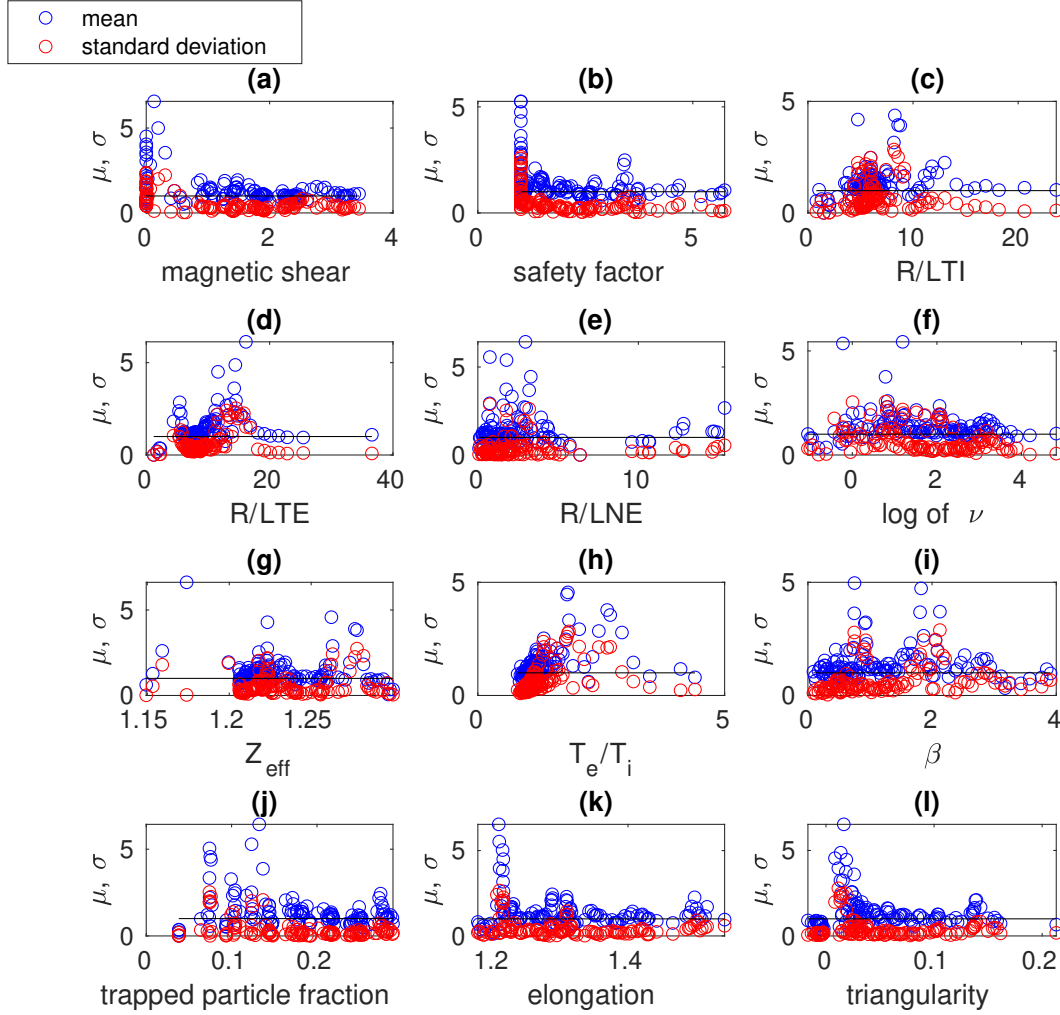 mean
standard deviation
(a)
(b)
(c)
μ, σ
5
0
0 2 4
magnetic shear
μ, σ
5
0
0 5
safety factor
μ, σ
5
0
0 10 20
R/LTI
(d)
(e)
(f)
μ, σ
5
0
0 20 40
R/LTE
μ, σ
5
0
0 10
R/LNE
μ, σ
5
0
0 2 4
log of ν
(g)
(h)
(i)
μ, σ
5
0
1.15 1.2 1.25
Z_eff
μ, σ
5
0
0 5
T_e/T_i
μ, σ
5
0
0 2 4
β
(j)
(k)
(l)
μ, σ
5
0
0 0.1 0.2
trapped particle fraction
μ, σ
5
0
1.2 1.4
elongation
μ, σ
5
0
0 0.1 0.2
triangularity